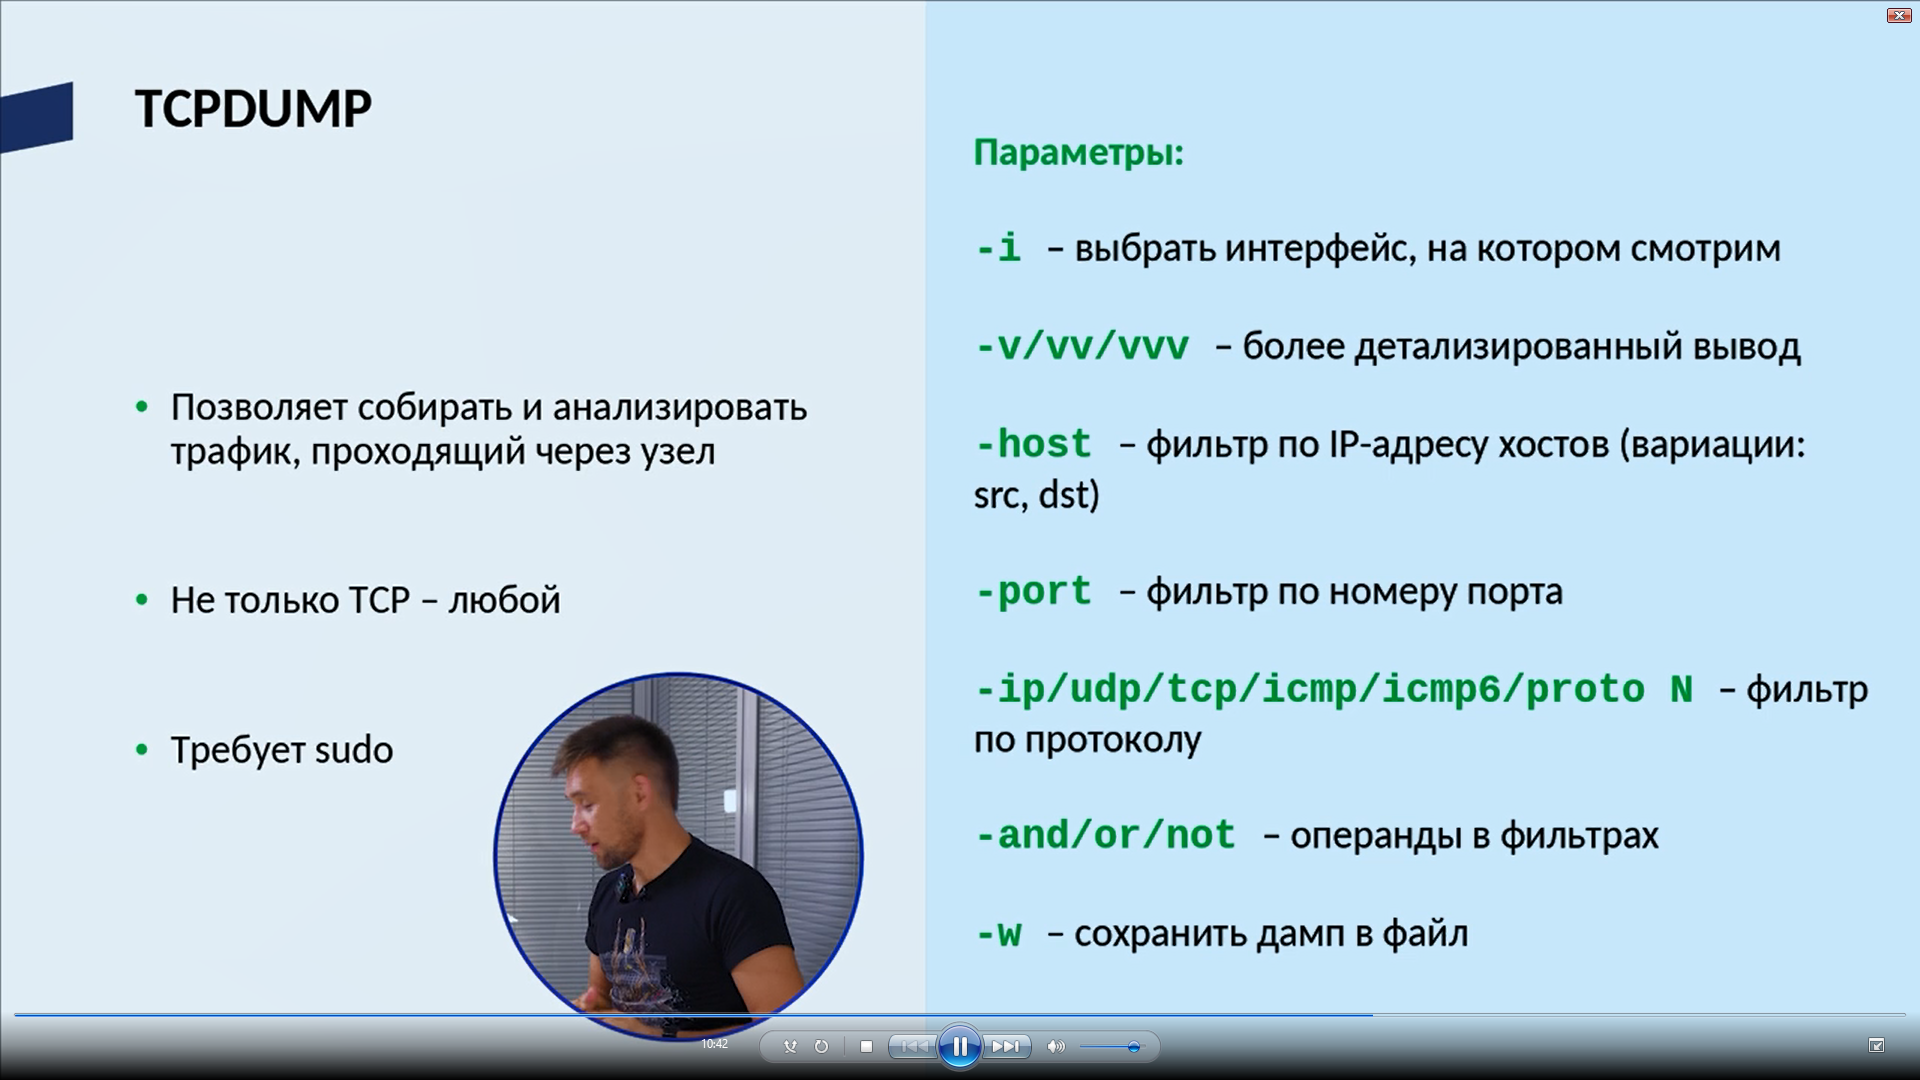 TCPDUMP
• Позволяет собирать и анализировать
трафик, проходящий через узел
• Не только TCP – любой
• Требует sudo
Параметры:
-i – выбрать интерфейс, на котором смотрим
-v/vv/vvv – более детализированный вывод
-host – фильтр по IP-адресу хостов (вариации:
src, dst)
-port – фильтр по номеру порта
-ip/udp/tcp/icmp/icmp6/proto N – фильтр
по протоколу
-and/or/not – операнды в фильтрах
-w – сохранить дамп в файл
10:42